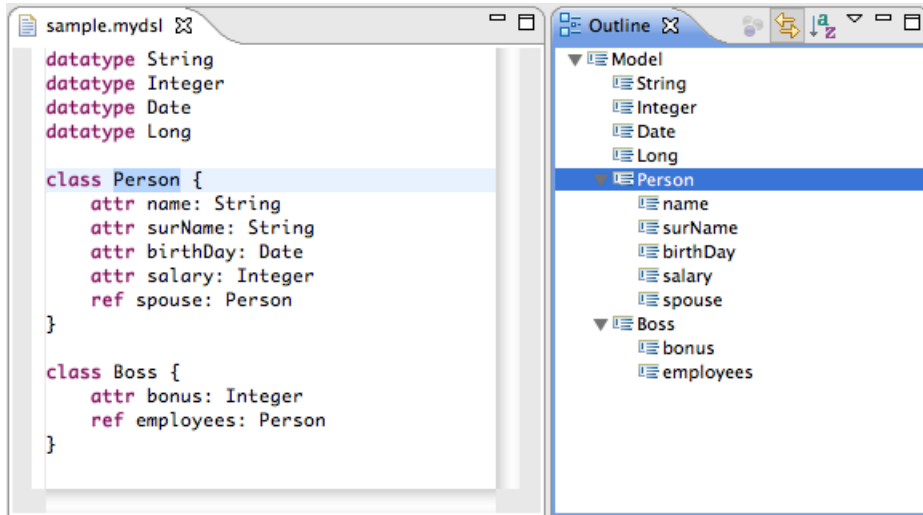 sample.mydsl
datatype String
datatype Integer
datatype Date
datatype Long
class Person {
attr name: String
attr surName: String
attr birthDay: Date
attr salary: Integer
ref spouse: Person
}
class Boss {
attr bonus: Integer
ref employees: Person
}
Outline
a
z
Model
String
Integer
Date
Long
Person
name
surName
birthDay
salary
spouse
Boss
bonus
employees